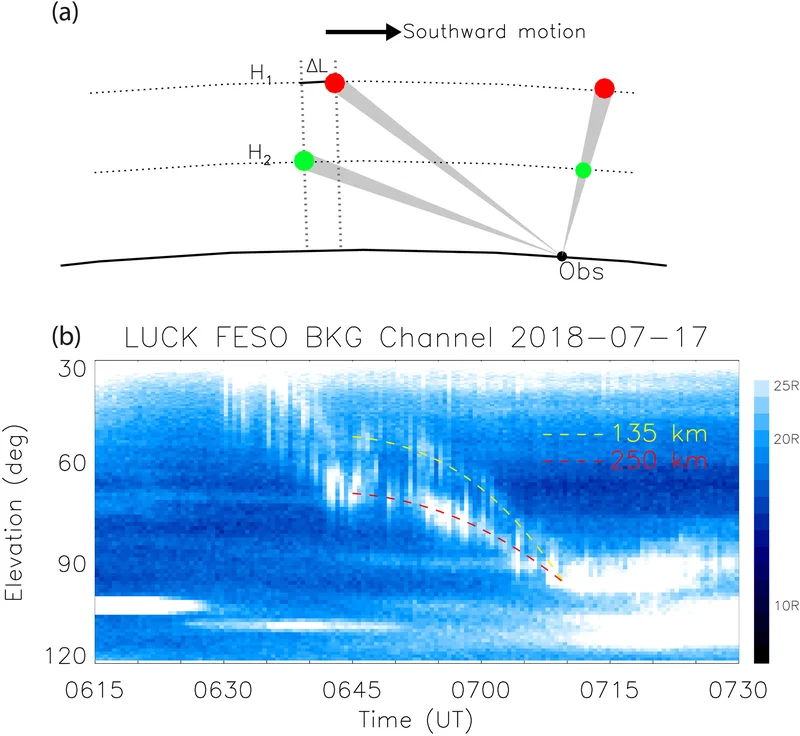 (a)
Southward motion
ΔL
H1
H2
Obs
(b)
LUCK FESO BKG Channel 2018-07-17
30
60
90
120
Elevation (deg)
135 km
250 km
25R
20R
10R
0615 0630 0645 0700 0715 0730
Time (UT)